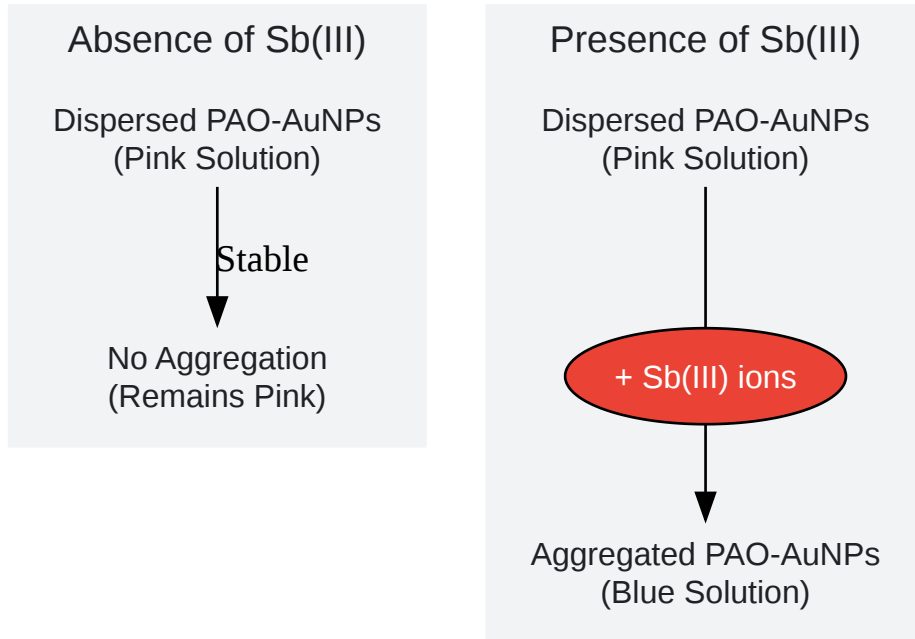 Absence of Sb(III)
Dispersed PAO-AuNPs
(Pink Solution)
Stable
No Aggregation
(Remains Pink)
Presence of Sb(III)
Dispersed PAO-AuNPs
(Pink Solution)
+ Sb(III) ions
Aggregated PAO-AuNPs
(Blue Solution)